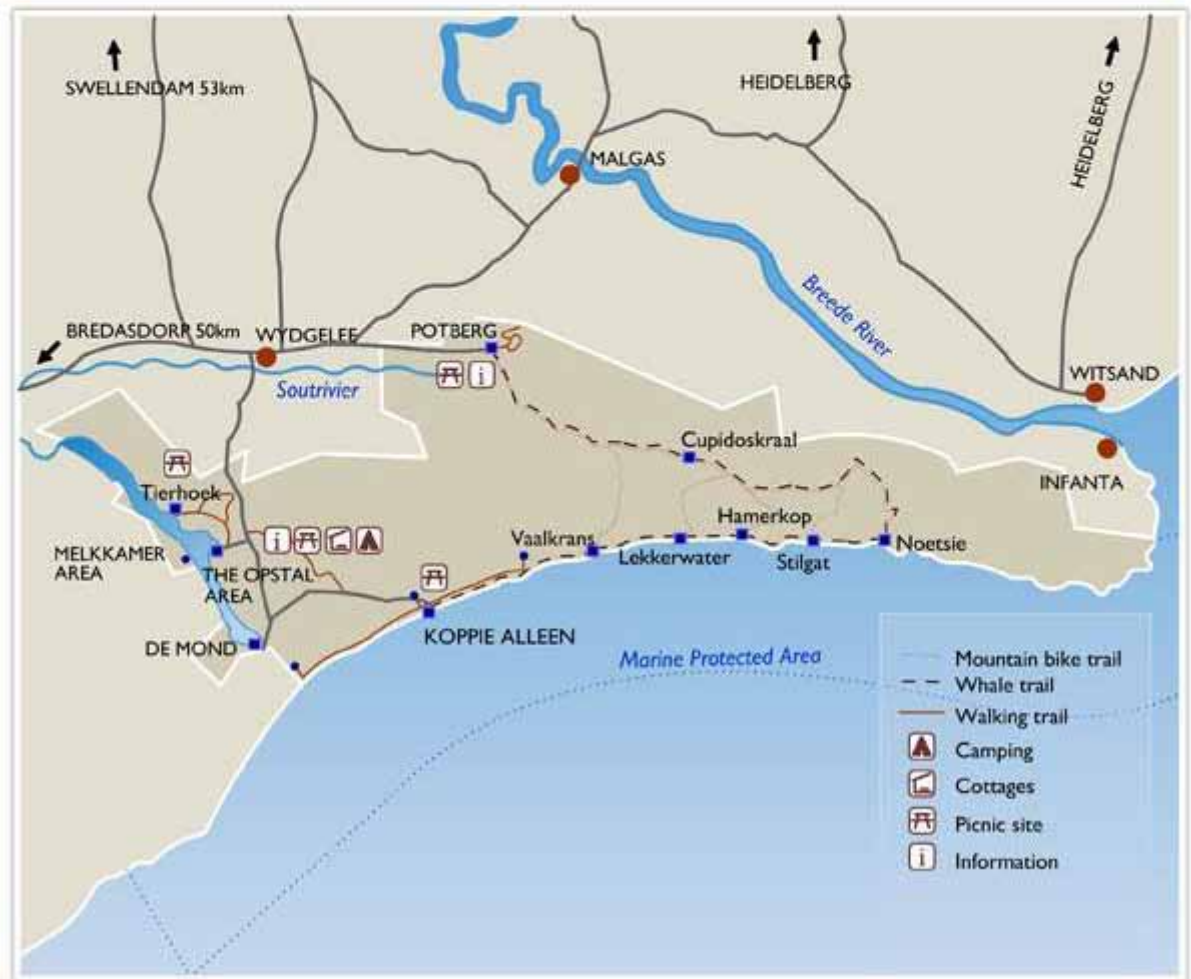 SWELLENDAM 53km
HEIDELBERG
HEIDELBERG
MALGAS
Breede River
BREDASDORP 50km
WYDGELEE
POTBERG
Soutrivier
i
WITSAND
INFANTA
Cupidoskraal
Tierhoek
MELKKAMER
AREA
THE OPSTAL
AREA
i
Vaalkrans
Lekkerwater
Hamerkop
Stilgat
Noetsie
DE MOND
KOPPIE ALLEEN
Marine Protected Area
Mountain bike trail
Whale trail
Walking trail
Camping
Cottages
Picnic site
i Information